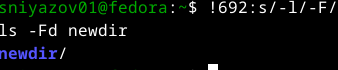 sniyazov01@fedora:~$ !692:s/-l/-F/
ls -Fd newdir
newdir/